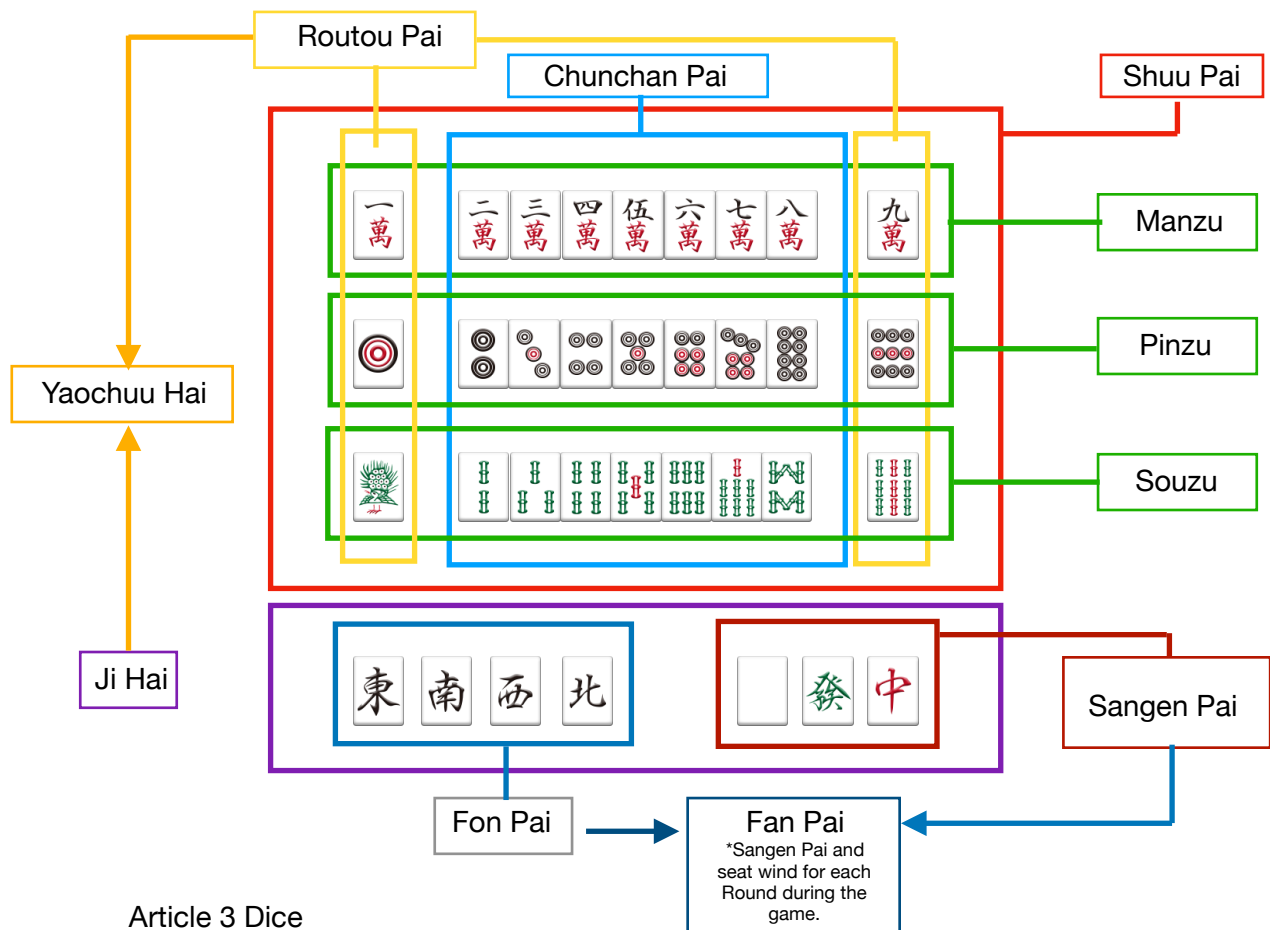 Routou Pai
Chunchan Pai
Shuu Pai
一萬
二萬 三萬 四萬 伍萬 六萬 七萬 八萬
九萬
Manzu
Pinzu
Yaochuu Hai
Souzu
Ji Hai
東 南 西 北
發 中
Sangen Pai
Fon Pai
Fan Pai
*Sangen Pai and
seat wind for each
Round during the
game.
Article 3 Dice